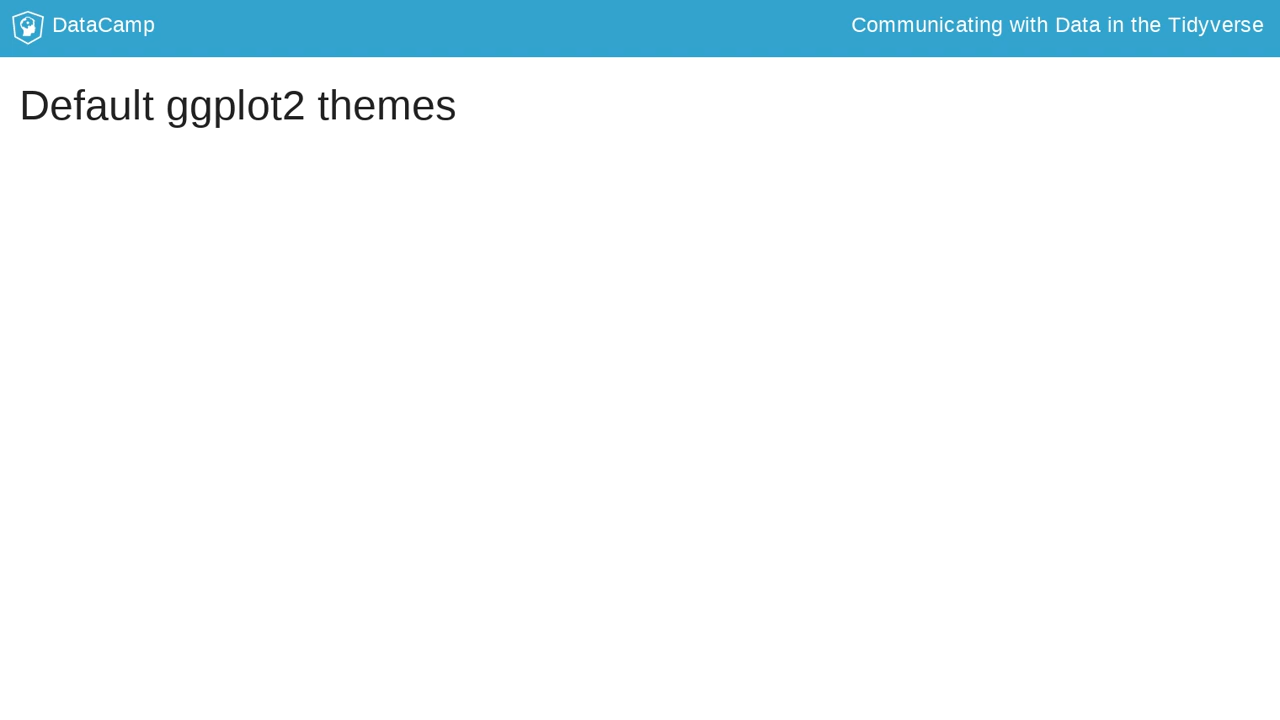 DataCamp
Communicating with Data in the Tidyverse
Default ggplot2 themes